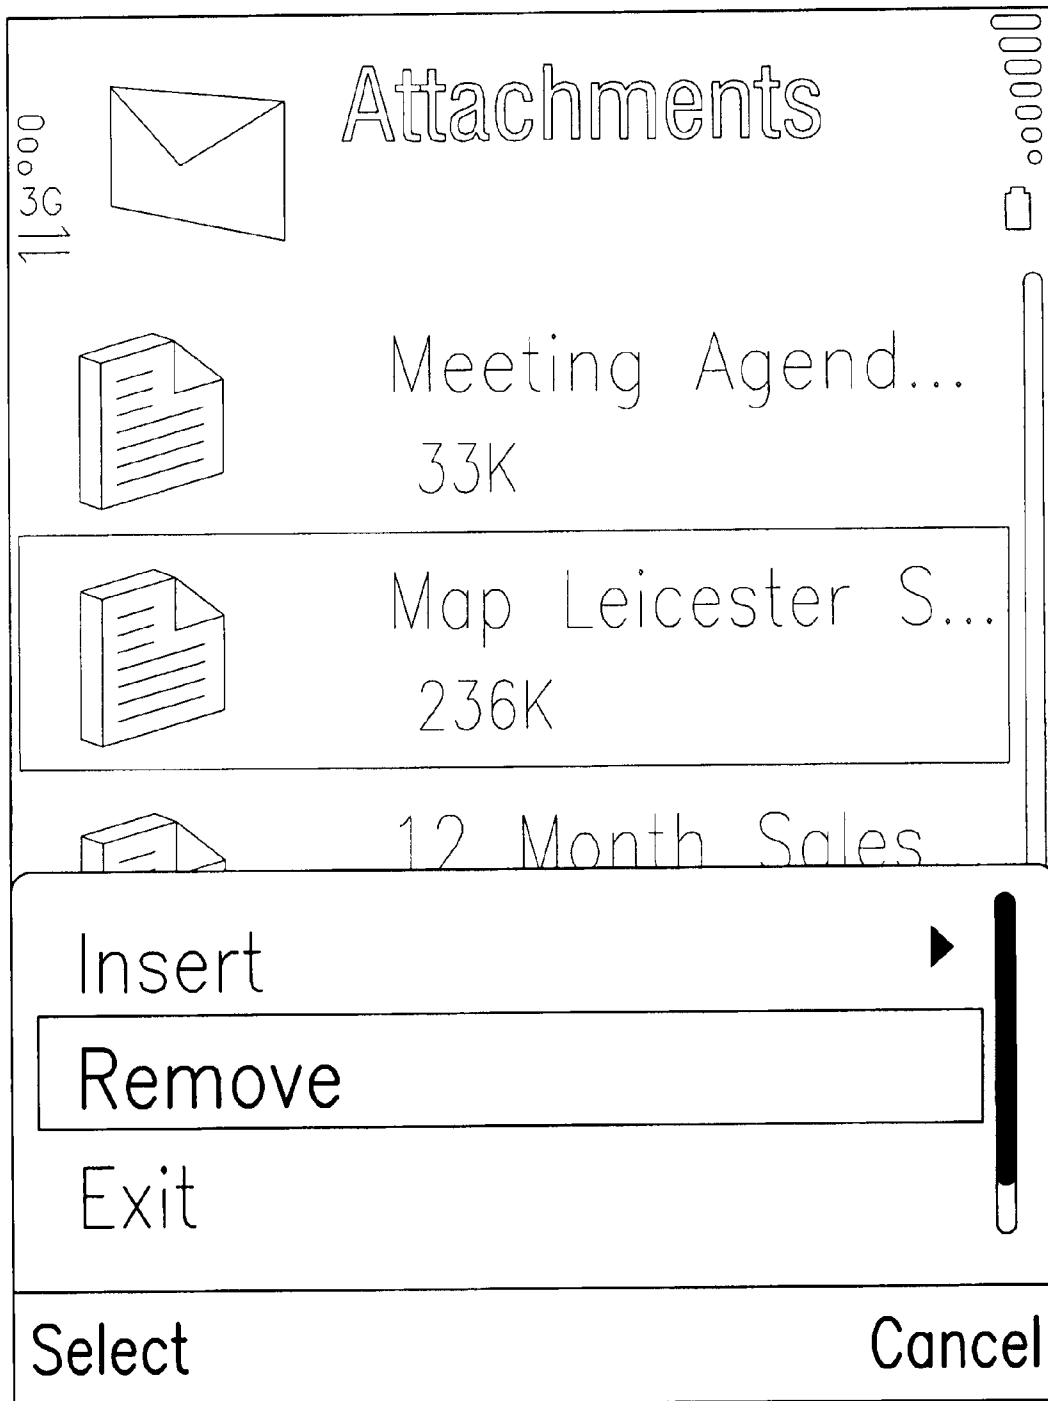 Attachments
3G
Meeting Agend...
33K
Map Leicester S...
236K
12 Month Sales
Insert
Remove
Exit
Select Cancel